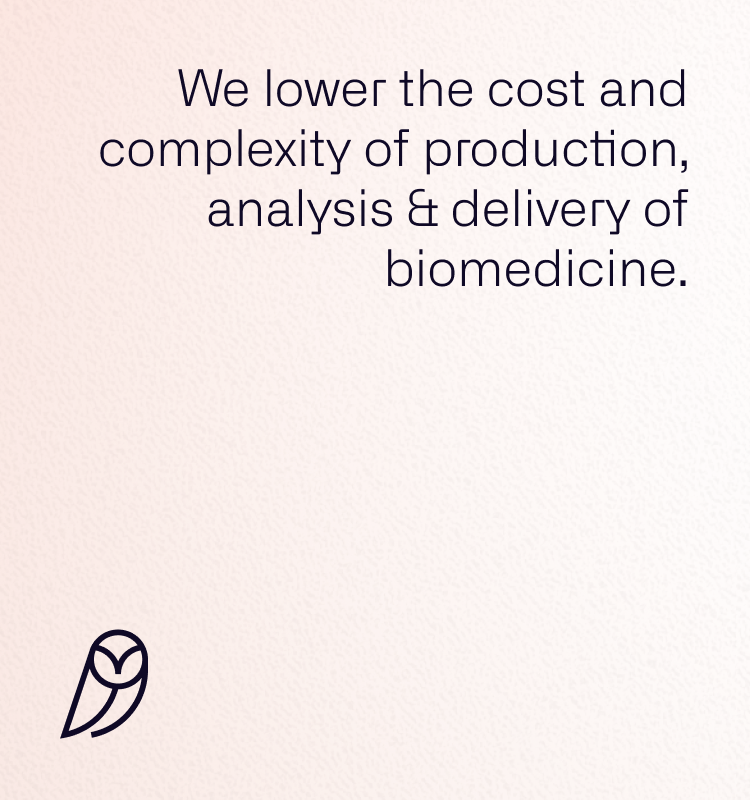 We lower the cost and
complexity of production,
analysis & delivery of
biomedicine.